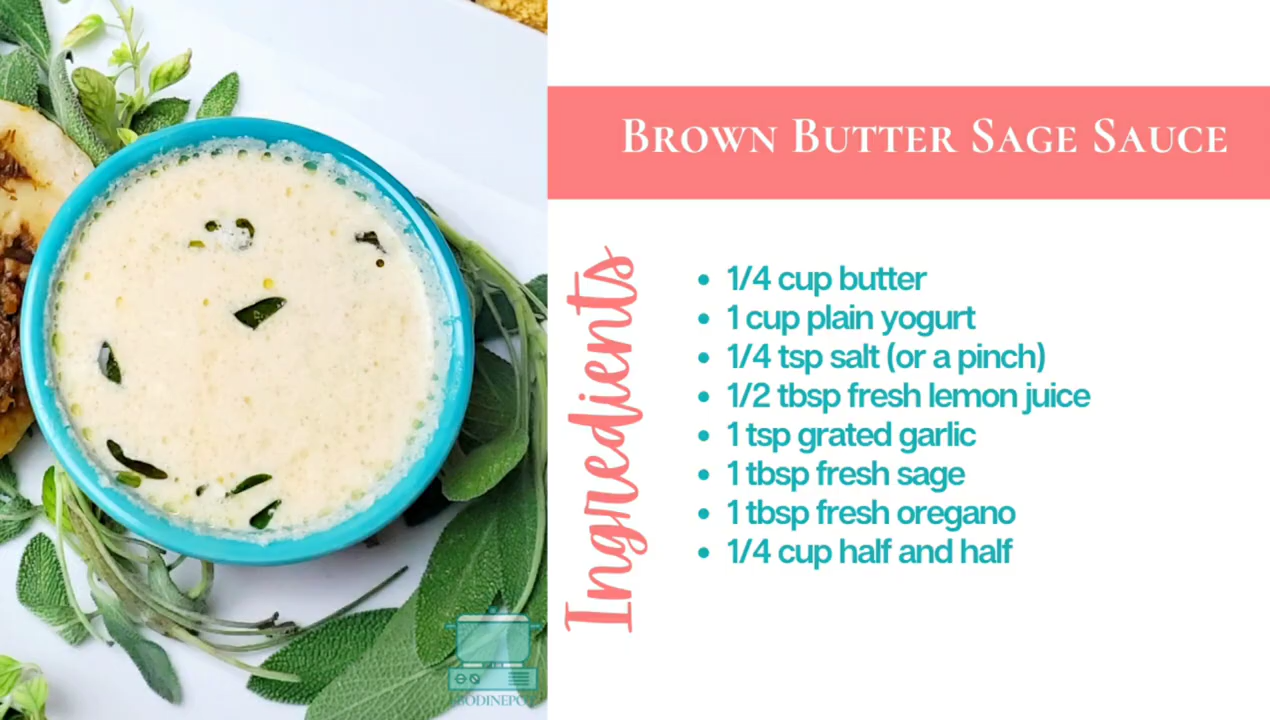 Brown Butter Sage Sauce
Ingredients
1/4 cup butter
1 cup plain yogurt
1/4 tsp salt (or a pinch)
1/2 tbsp fresh lemon juice
1 tsp grated garlic
1 tbsp fresh sage
1 tbsp fresh oregano
1/4 cup half and half